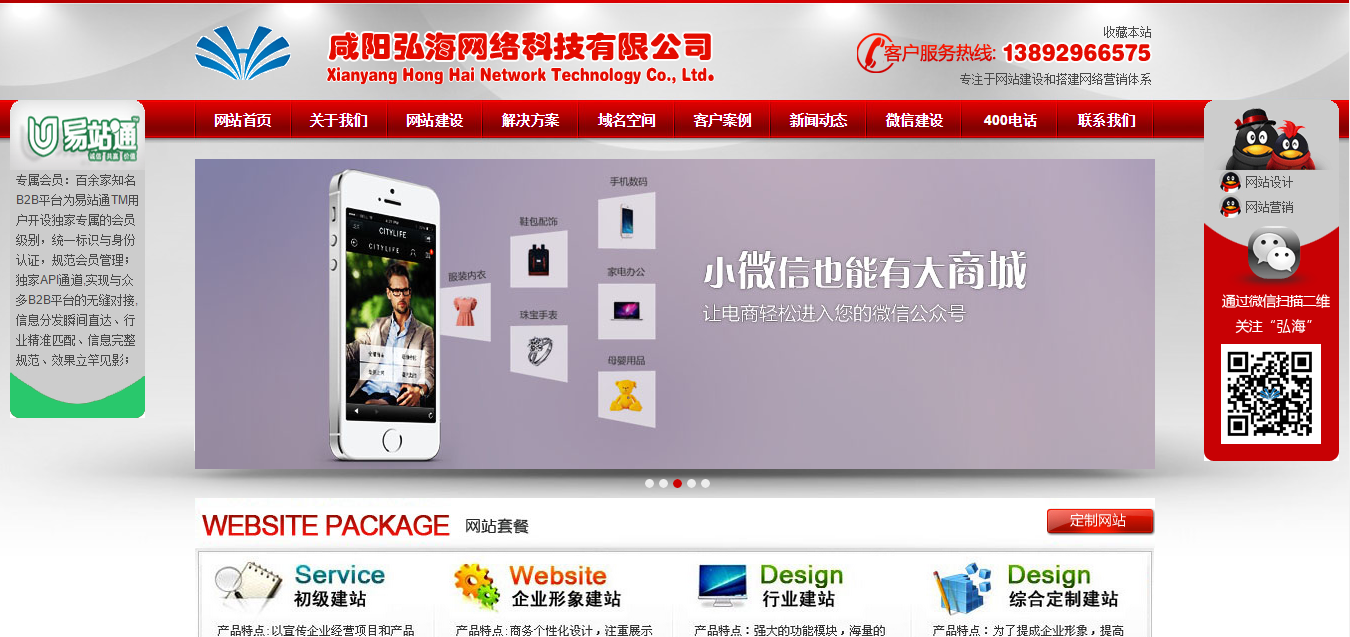 收藏本站
咸阳弘海网络科技有限公司
Xianyang Hong Hai Network Technology Co., Ltd.
客户服务热线: 13892966575
专注于网站建设和搭建网络营销体系
网站首页 关于我们 网站建设 解决方案 域名空间 客户案例 新闻动态 微信建设 400电话 联系我们
易站通
诚信 共赢 价值
专属会员：百余家知名
B2B平台为易站通TM用
户开设独家专属的会员
级别，统一标识与身份
认证，规范会员管理；
独家API通道,实现与众
多B2B平台的无缝对接,
信息分发瞬间直达、行
业精准匹配、信息完整
规范、效果立竿见影；
CITYLIFE
CITYLIFE
服装内衣
鞋包配饰
珠宝手表
手机数码
家电办公
母婴用品
小微信也能有大商城
让电商轻松进入您的微信公众号
网站设计
网站营销
通过微信扫描二维
关注“弘海”
WEBSITE PACKAGE 网站套餐
定制网站
Service
初级建站
产品特点:以宣传企业经营项目和产品
Website
企业形象建站
产品特点:商务个性化设计，注重展示
Design
行业建站
产品特点：强大的功能模块，海量的
Design
综合定制建站
产品特点：为了提成企业形象，提高